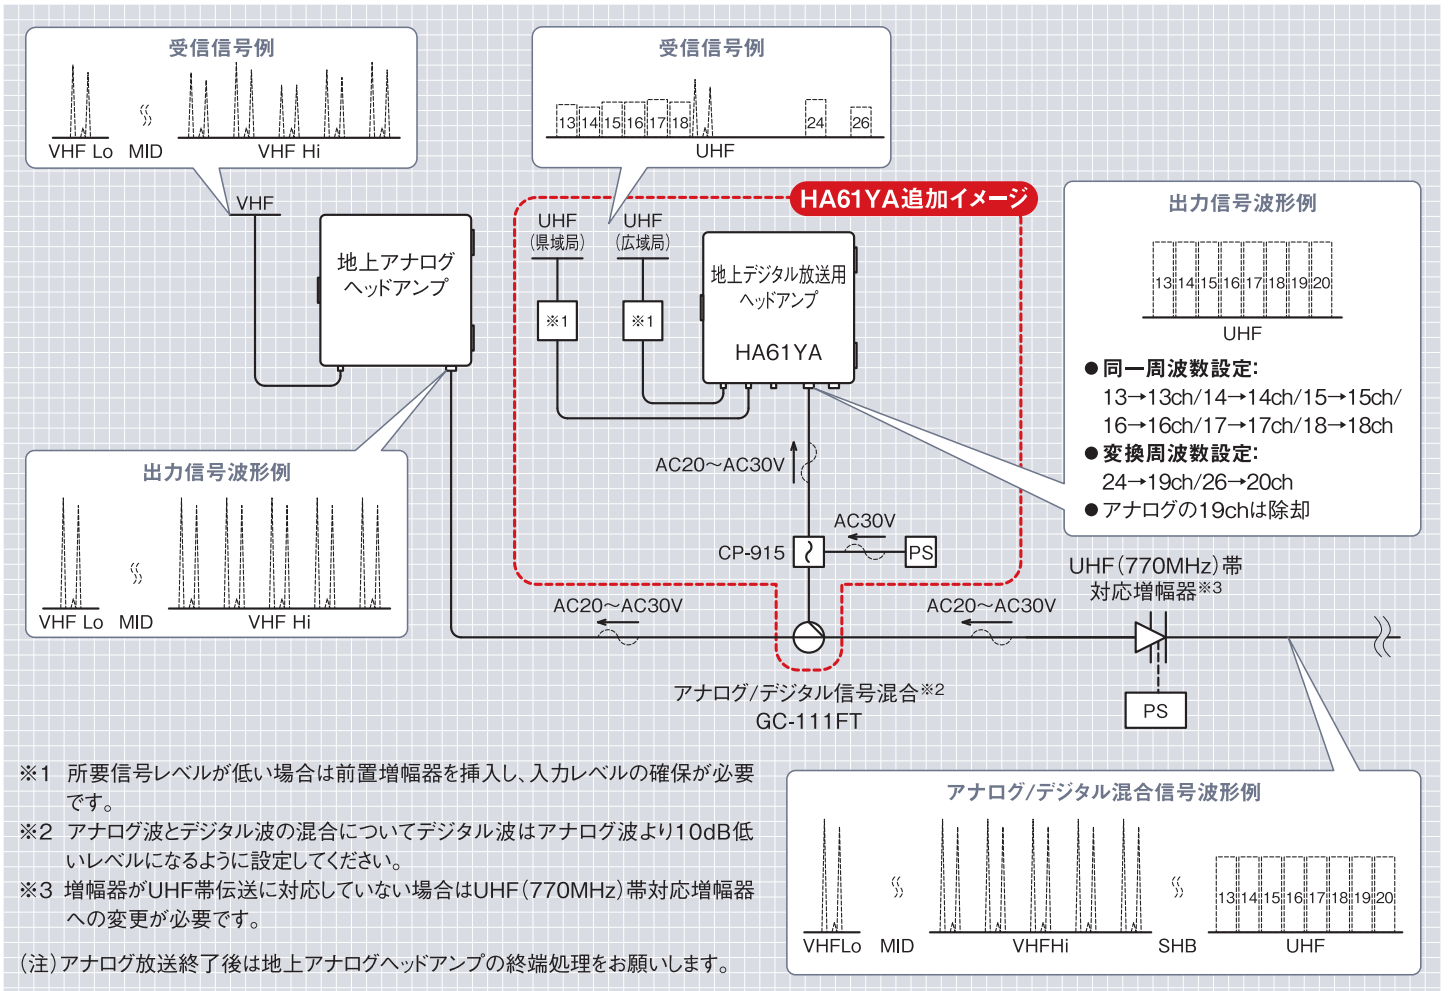 受信信号例
VHF Lo MID VHF Hi
受信信号例
13 14 15 16 17 18 24 26
UHF
HA61YA追加イメージ
VHF
地上アナログ
ヘッドアンプ
UHF
(県域局)
UHF
(広域局)
※1
※1
地上デジタル放送用
ヘッドアンプ
HA61YA
出力信号波形例
13 14 15 16 17 18 19 20
UHF
●同一周波数設定:
13→13ch/14→14ch/15→15ch/
16→16ch/17→17ch/18→18ch
●変換周波数設定:
24→19ch/26→20ch
●アナログの19chは除却
出力信号波形例
VHF Lo MID VHF Hi
AC20〜AC30V
AC30V
CP-915
PS
AC20〜AC30V
AC20〜AC30V
UHF(770MHz)帯
対応増幅器※3
PS
アナログ/デジタル信号混合※2
GC-111FT
アナログ/デジタル混合信号波形例
13 14 15 16 17 18 19 20
VHFLo MID VHFHi SHB UHF
※1 所要信号レベルが低い場合は前置増幅器を挿入し、入力レベルの確保が必要
です。
※2 アナログ波とデジタル波の混合についてデジタル波はアナログ波より10dB低
いレベルになるように設定してください。
※3 増幅器がUHF帯伝送に対応していない場合はUHF(770MHz)帯対応増幅器
への変更が必要です。
(注)アナログ放送終了後は地上アナログヘッドアンプの終端処理をお願いします。